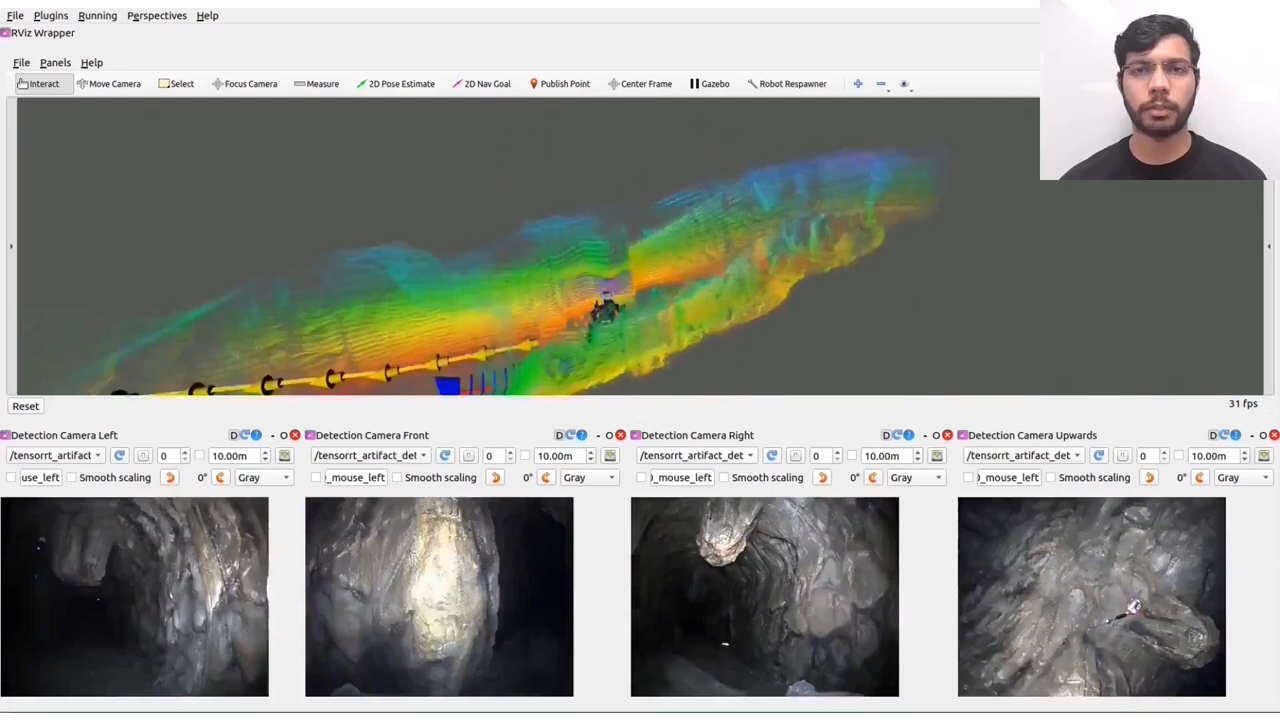 File Plugins Running Perspectives Help
RViz Wrapper
File Panels Help
Interact Move Camera Select Focus Camera Measure 2D Pose Estimate 2D Nav Goal Publish Point Center Frame Gazebo Robot Respawner
Reset 31 fps
Detection Camera Left D - O Detection Camera Front D - O Detection Camera Right D - O Detection Camera Upwards D - O
/tensorrt_artifact 0 10.00m /tensorrt_artifact_det 0 10.00m /tensorrt_artifact_det 0 10.00m /tensorrt_artifact_det 0 10.00m
use_left Smooth scaling 0° Gray _mouse_left Smooth scaling 0° Gray )_mouse_left Smooth scaling 0° Gray )_mouse_left Smooth scaling 0° Gray